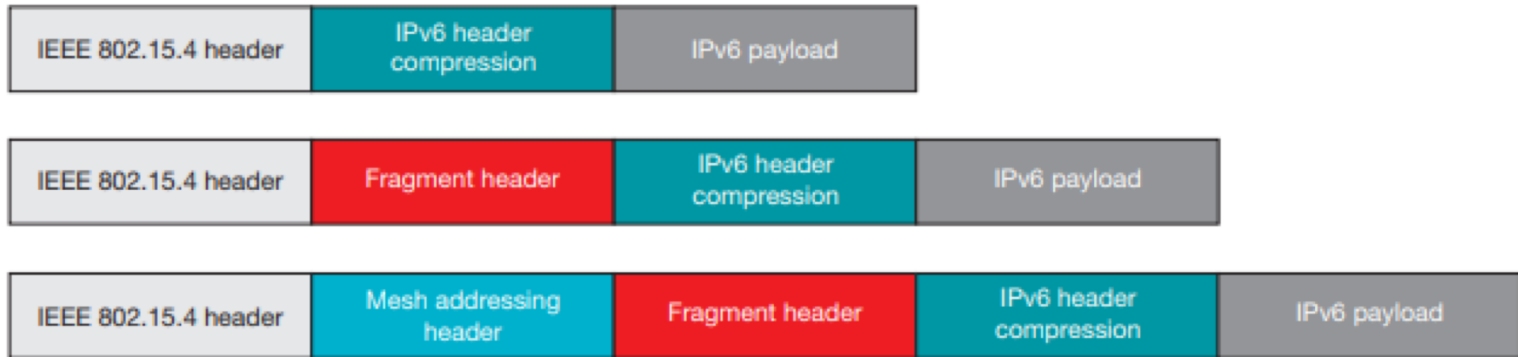 IEEE 802.15.4 header
IPv6 header
compression
IPv6 payload
IEEE 802.15.4 header
Fragment header
IPv6 header
compression
IPv6 payload
IEEE 802.15.4 header
Mesh addressing
header
Fragment header
IPv6 header
compression
IPv6 payload